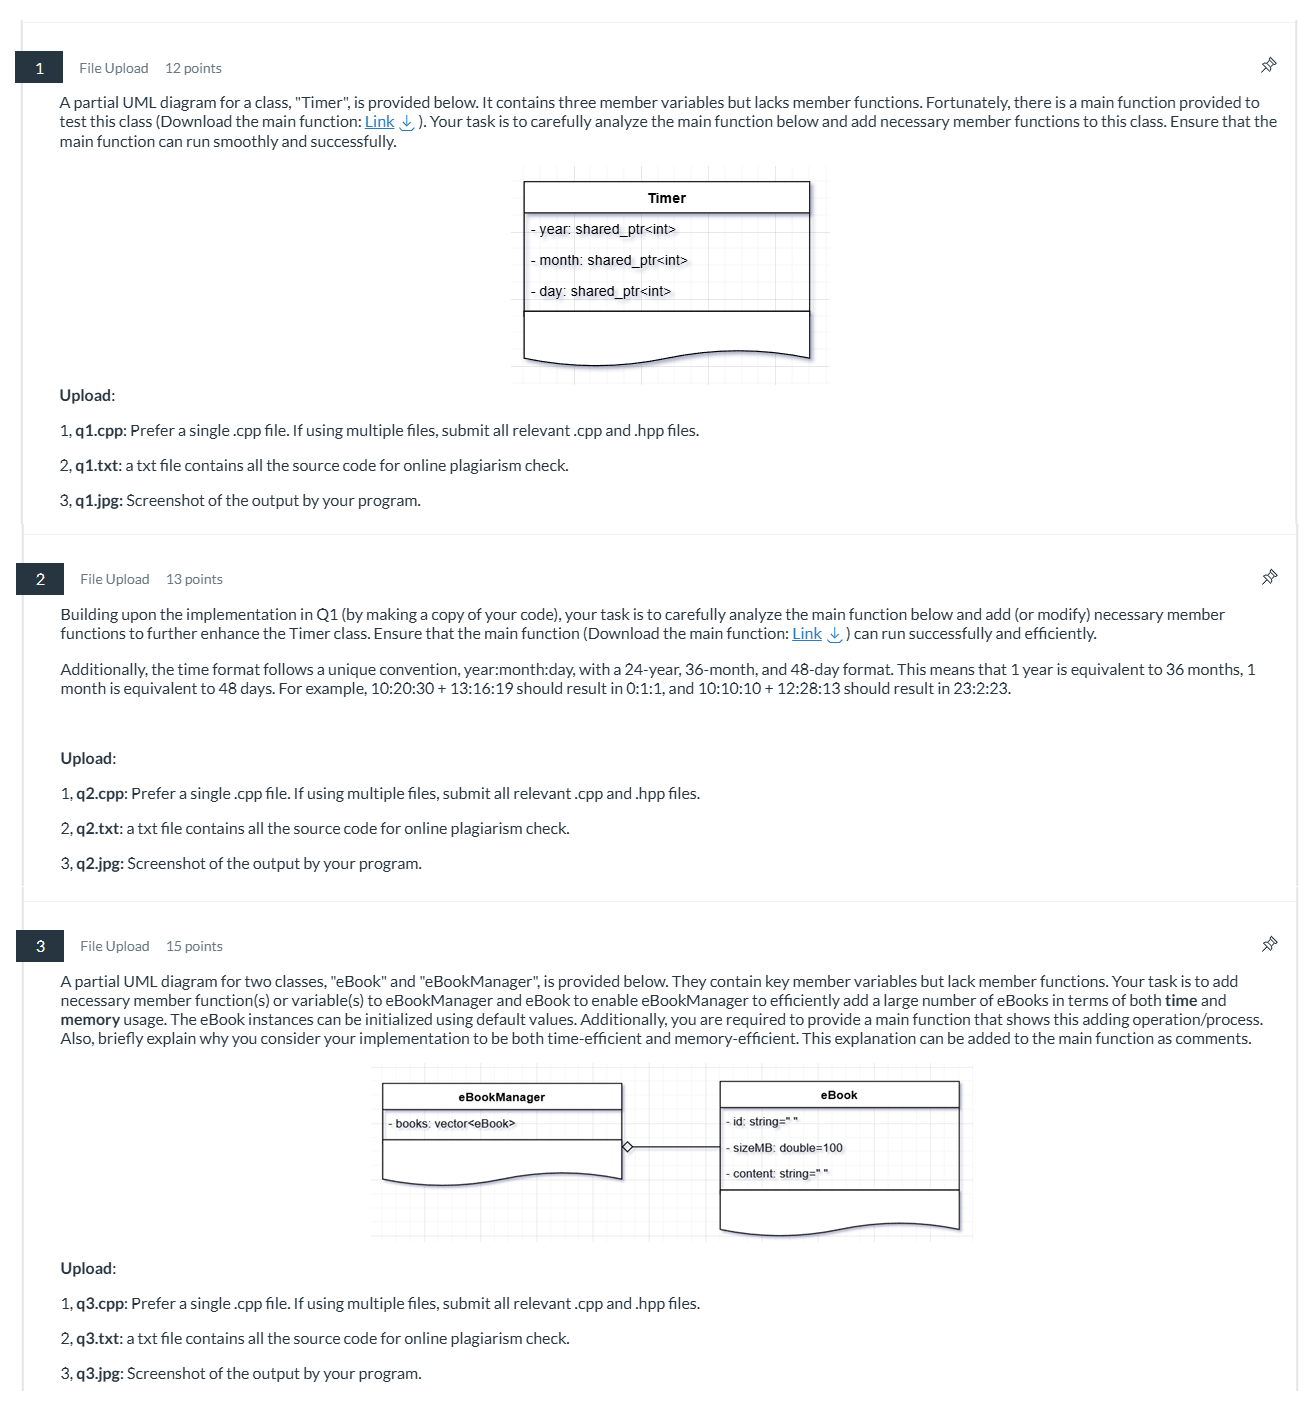 1 File Upload 12 points
A partial UML diagram for a class, "Timer", is provided below. It contains three member variables but lacks member functions. Fortunately, there is a main function provided to
test this class (Download the main function: Link ). Your task is to carefully analyze the main function below and add necessary member functions to this class. Ensure that the
main function can run smoothly and successfully.
Timer
- year: shared_ptr<int>
- month: shared_ptr<int>
- day: shared_ptr<int>
Upload:
1, q1.cpp: Prefer a single .cpp file. If using multiple files, submit all relevant .cpp and .hpp files.
2, q1.txt: a txt file contains all the source code for online plagiarism check.
3, q1.jpg: Screenshot of the output by your program.
2 File Upload 13 points
Building upon the implementation in Q1 (by making a copy of your code), your task is to carefully analyze the main function below and add (or modify) necessary member
functions to further enhance the Timer class. Ensure that the main function (Download the main function: Link ) can run successfully and efficiently.
Additionally, the time format follows a unique convention, year:month:day, with a 24-year, 36-month, and 48-day format. This means that 1 year is equivalent to 36 months, 1
month is equivalent to 48 days. For example, 10:20:30 + 13:16:19 should result in 0:1:1, and 10:10:10 + 12:28:13 should result in 23:2:23.
Upload:
1, q2.cpp: Prefer a single .cpp file. If using multiple files, submit all relevant .cpp and .hpp files.
2, q2.txt: a txt file contains all the source code for online plagiarism check.
3, q2.jpg: Screenshot of the output by your program.
3 File Upload 15 points
A partial UML diagram for two classes, "eBook" and "eBookManager", is provided below. They contain key member variables but lack member functions. Your task is to add
necessary member function(s) or variable(s) to eBookManager and eBook to enable eBookManager to efficiently add a large number of eBooks in terms of both time and
memory usage. The eBook instances can be initialized using default values. Additionally, you are required to provide a main function that shows this adding operation/process.
Also, briefly explain why you consider your implementation to be both time-efficient and memory-efficient. This explanation can be added to the main function as comments.
eBookManager
- books: vector<eBook>
eBook
- id: string=" "
- sizeMB: double=100
- content: string=" "
Upload:
1, q3.cpp: Prefer a single .cpp file. If using multiple files, submit all relevant .cpp and .hpp files.
2, q3.txt: a txt file contains all the source code for online plagiarism check.
3, q3.jpg: Screenshot of the output by your program.